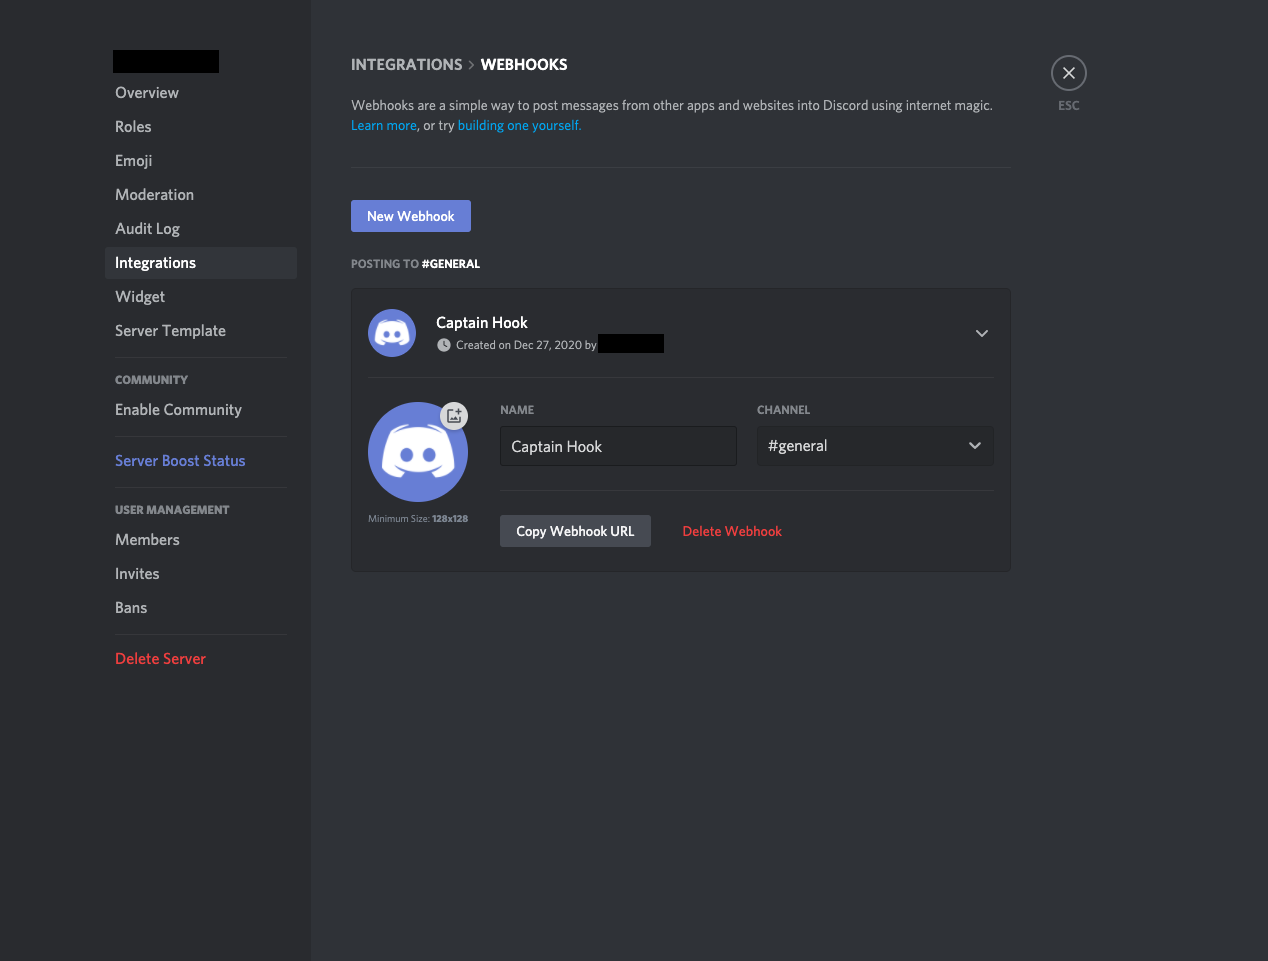 Overview
Roles
Emoji
Moderation
Audit Log
Integrations
Widget
Server Template
COMMUNITY
Enable Community
Server Boost Status
USER MANAGEMENT
Members
Invites
Bans
Delete Server
INTEGRATIONS > WEBHOOKS
Webhooks are a simple way to post messages from other apps and websites into Discord using internet magic.
Learn more, or try building one yourself.
New Webhook
POSTING TO #GENERAL
Captain Hook
Created on Dec 27, 2020 by
Minimum Size: 128x128
NAME
Captain Hook
CHANNEL
#general
Copy Webhook URL
Delete Webhook
ESC